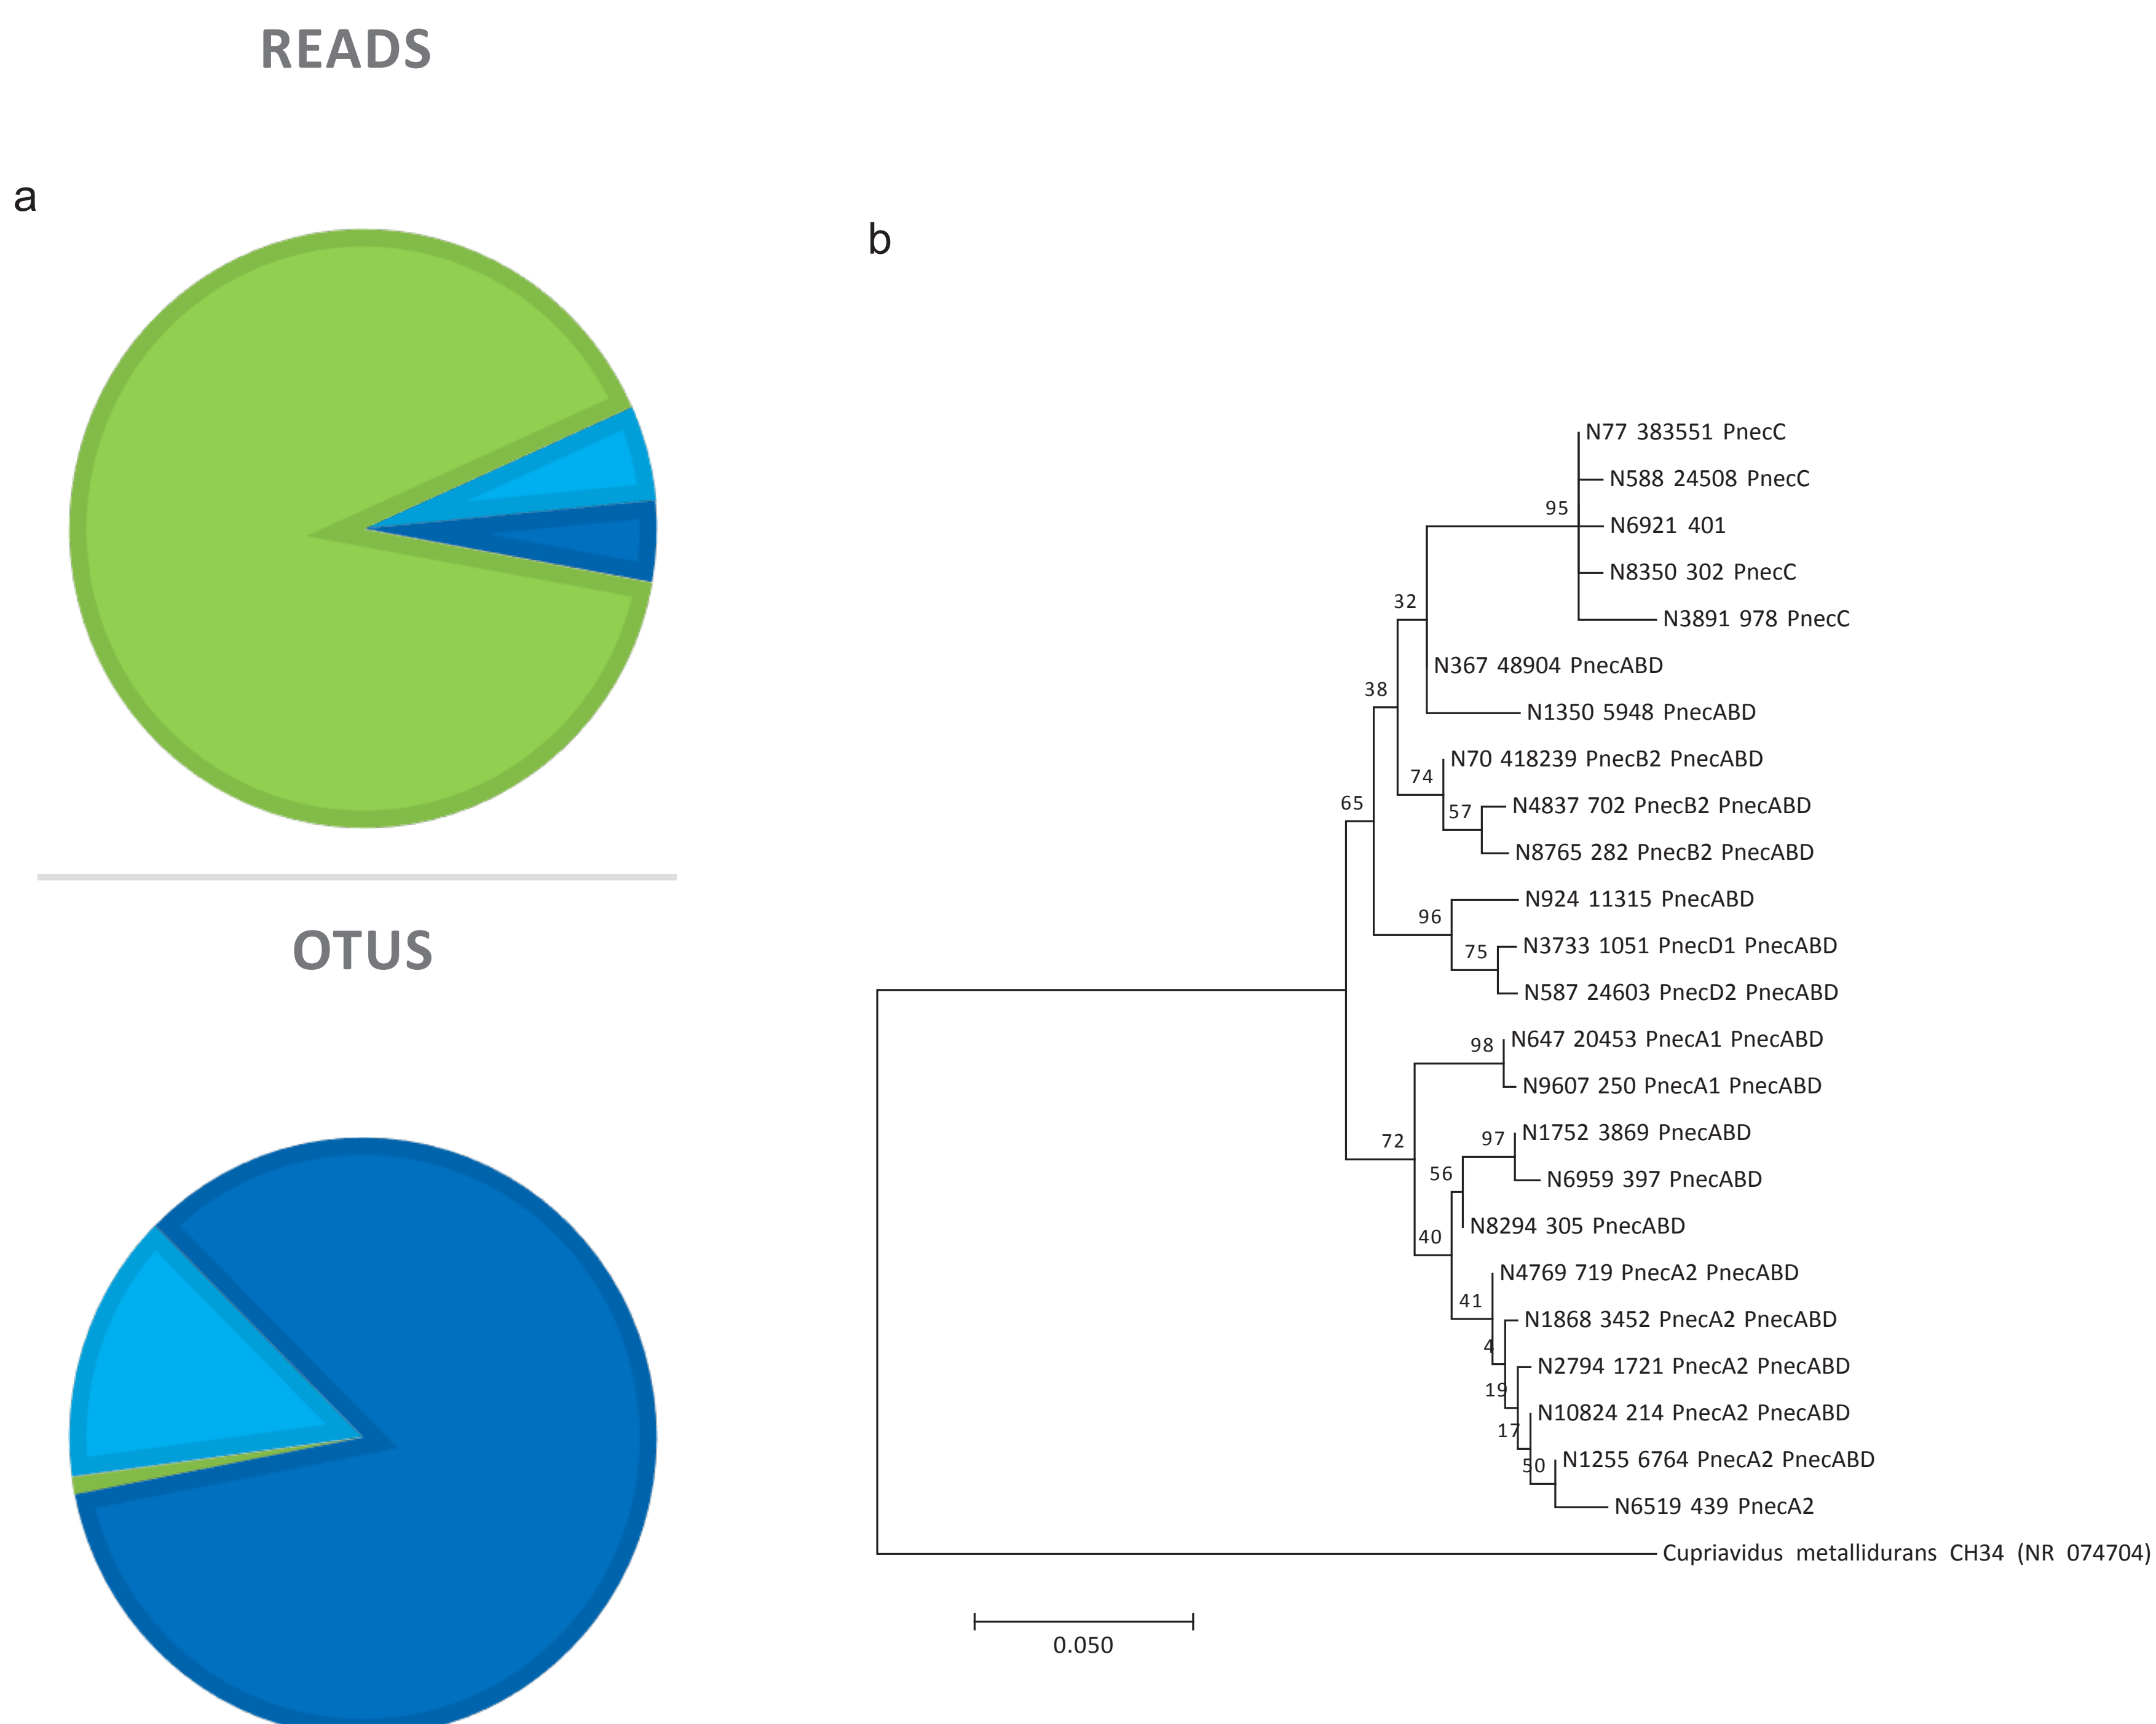 READS
a
OTUS
b
N77 383551 PnecC
N588 24508 PnecC
95
N6921 401
N8350 302 PnecC
32
N3891 978 PnecC
N367 48904 PnecABD
38
N1350 5948 PnecABD
N70 418239 PnecB2 PnecABD
74
65
57
N4837 702 PnecB2 PnecABD
N8765 282 PnecB2 PnecABD
N924 11315 PnecABD
96
N3733 1051 PnecD1 PnecABD
75
N587 24603 PnecD2 PnecABD
N647 20453 PnecA1 PnecABD
98
N9607 250 PnecA1 PnecABD
N1752 3869 PnecABD
97
72
56
N6959 397 PnecABD
N8294 305 PnecABD
40
N4769 719 PnecA2 PnecABD
41
N1868 3452 PnecA2 PnecABD
4
N2794 1721 PnecA2 PnecABD
19
N10824 214 PnecA2 PnecABD
17
N1255 6764 PnecA2 PnecABD
50
N6519 439 PnecA2
Cupriavidus metallidurans CH34 (NR 074704)
0.050